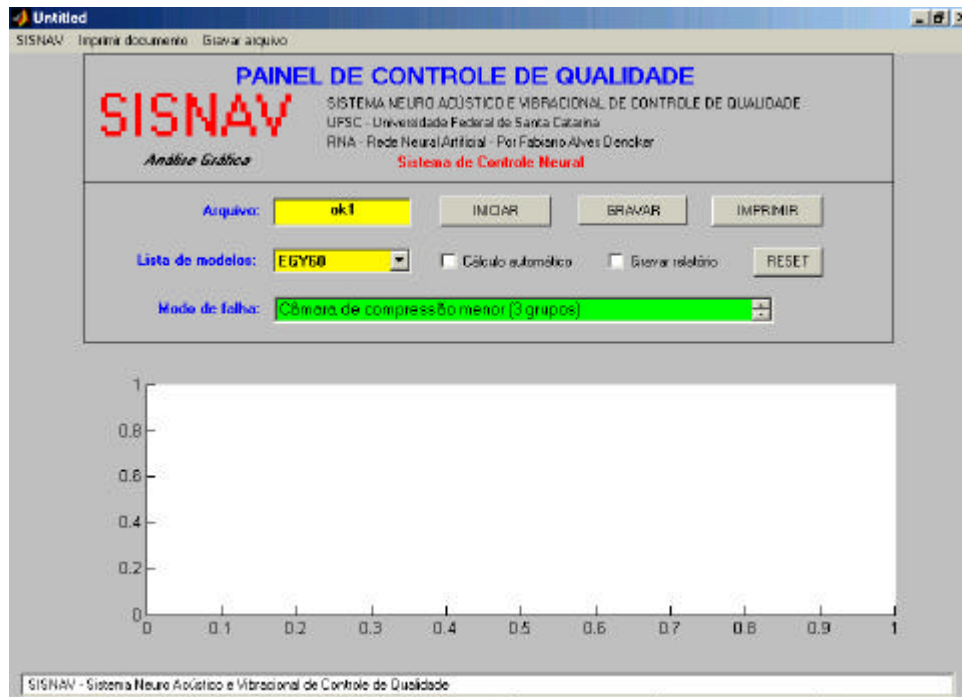 Untitled
SISNAV Imprimir documento Gravar arquivo
PAINEL DE CONTROLE DE QUALIDADE
SISNAV
SISTEMA NEURO ACÚSTICO E VIBRACIONAL DE CONTROLE DE QUALIDADE
UFSC - Universidade Federal de Santa Catarina
RNA - Rede Neural Artificial - Por Fabiano Alves Dencker
Análise Gráfica
Sistema de Controle Neural
Arquivo: ok1 INICIAR GRAVAR IMPRIMIR
Lista de modelos: EGY60 Cálculo automático Gravar relatório RESET
Modo de falha: Câmara de compressão menor (3 grupos)
1
0.8
0.6
0.4
0.2
0
0 0.1 0.2 0.3 0.4 0.5 0.6 0.7 0.8 0.9 1
SISNAV - Sistema Neuro Acústico e Vibracional de Controle de Qualidade